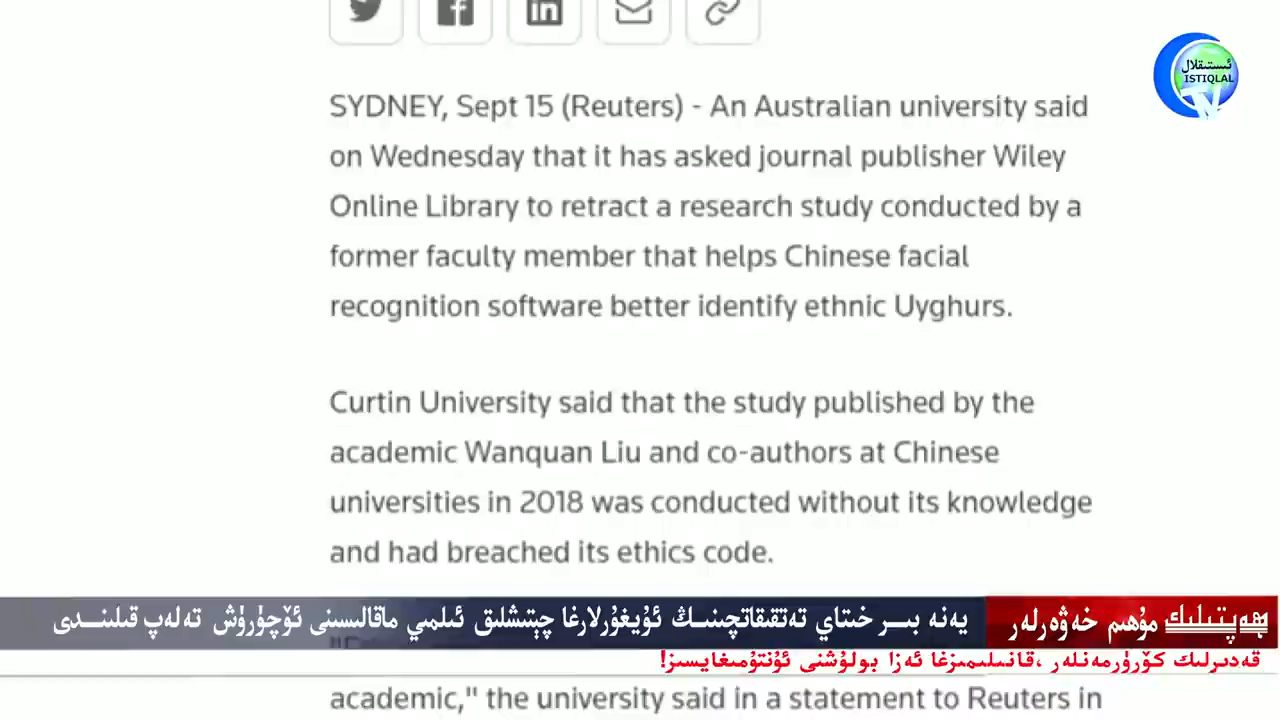 ئىستىقلال
ISTIQLAL
TV
SYDNEY, Sept 15 (Reuters) - An Australian university said
on Wednesday that it has asked journal publisher Wiley
Online Library to retract a research study conducted by a
former faculty member that helps Chinese facial
recognition software better identify ethnic Uyghurs.
Curtin University said that the study published by the
academic Wanquan Liu and co-authors at Chinese
universities in 2018 was conducted without its knowledge
and had breached its ethics code.
ھەپتىلىك مۇھىم خەۋەرلەر
يەنە بىر خىتاي تەتقىقاتچىنىڭ ئۇيغۇرلارغا چېتىشلىق ئىلمىي ماقالىسىنى ئۆچۈرۈش تەلەپ قىلىندى
قەدىرلىك كۆرۈرمەنلەر ،قانىلىمىزغا ئەزا بولۇشنى ئۇنتۇمىغايسىز!
academic," the university said in a statement to Reuters in